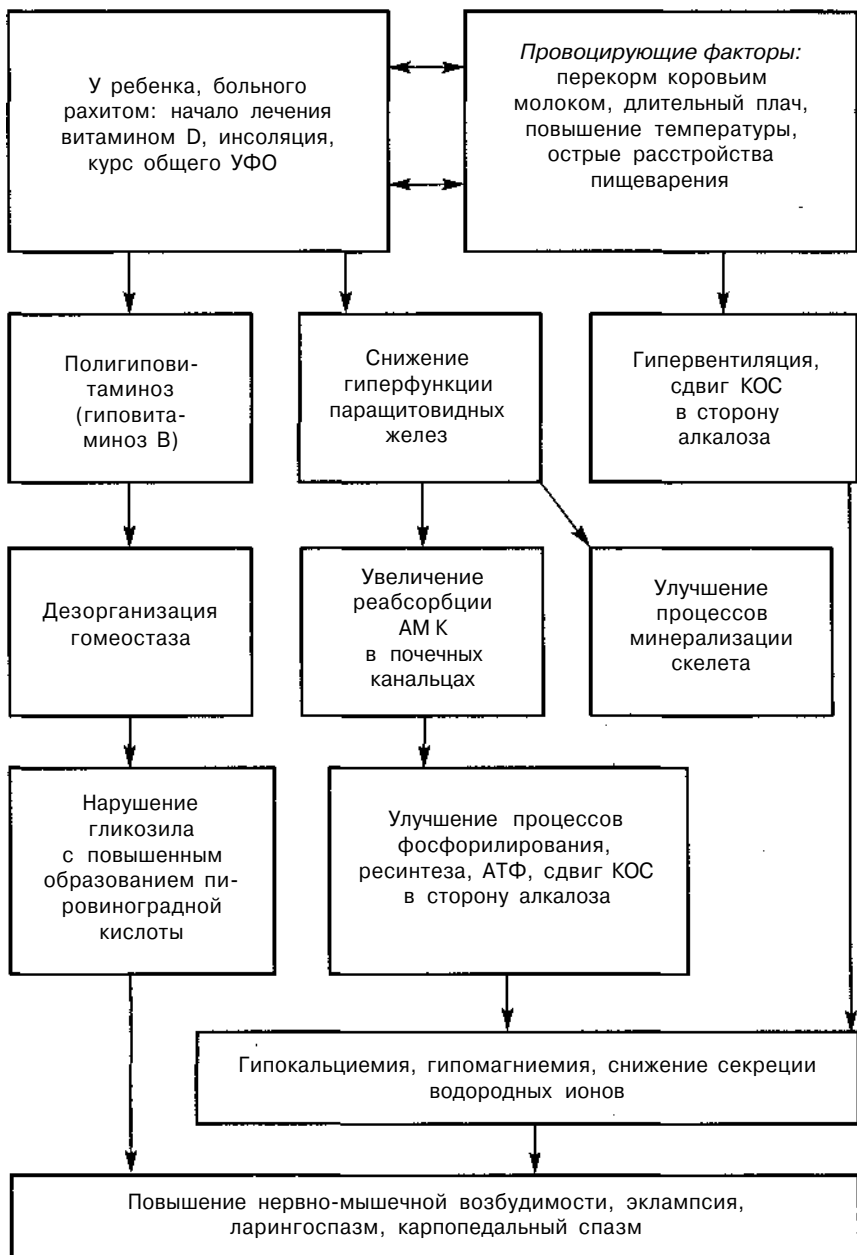 У ребенка, больного
рахитом: начало лечения
витамином D, инсоляция,
курс общего УФО
Провоцирующие факторы:
перекорм коровьим
молоком, длительный плач,
повышение температуры,
острые расстройства
пищеварения
Полигипови-
таминоз
(гиповита-
миноз В)
Снижение
гиперфункции
паращитовидных
желез
Гипервентиляция,
сдвиг КОС
в сторону
алкалоза
Дезорганизация
гомеостаза
Увеличение
реабсорбции
АМ К
в почечных
канальцах
Улучшение
процессов
минерализации
скелета
Нарушение
гликозила
с повышенным
образованием пи-
ровиноградной
кислоты
Улучшение процессов
фосфорилирования,
ресинтеза, АТФ, сдвиг КОС
в сторону алкалоза
Гипокальциемия, гипомагниемия, снижение секреции
водородных ионов
Повышение нервно-мышечной возбудимости, эклампсия,
ларингоспазм, карпопедальный спазм